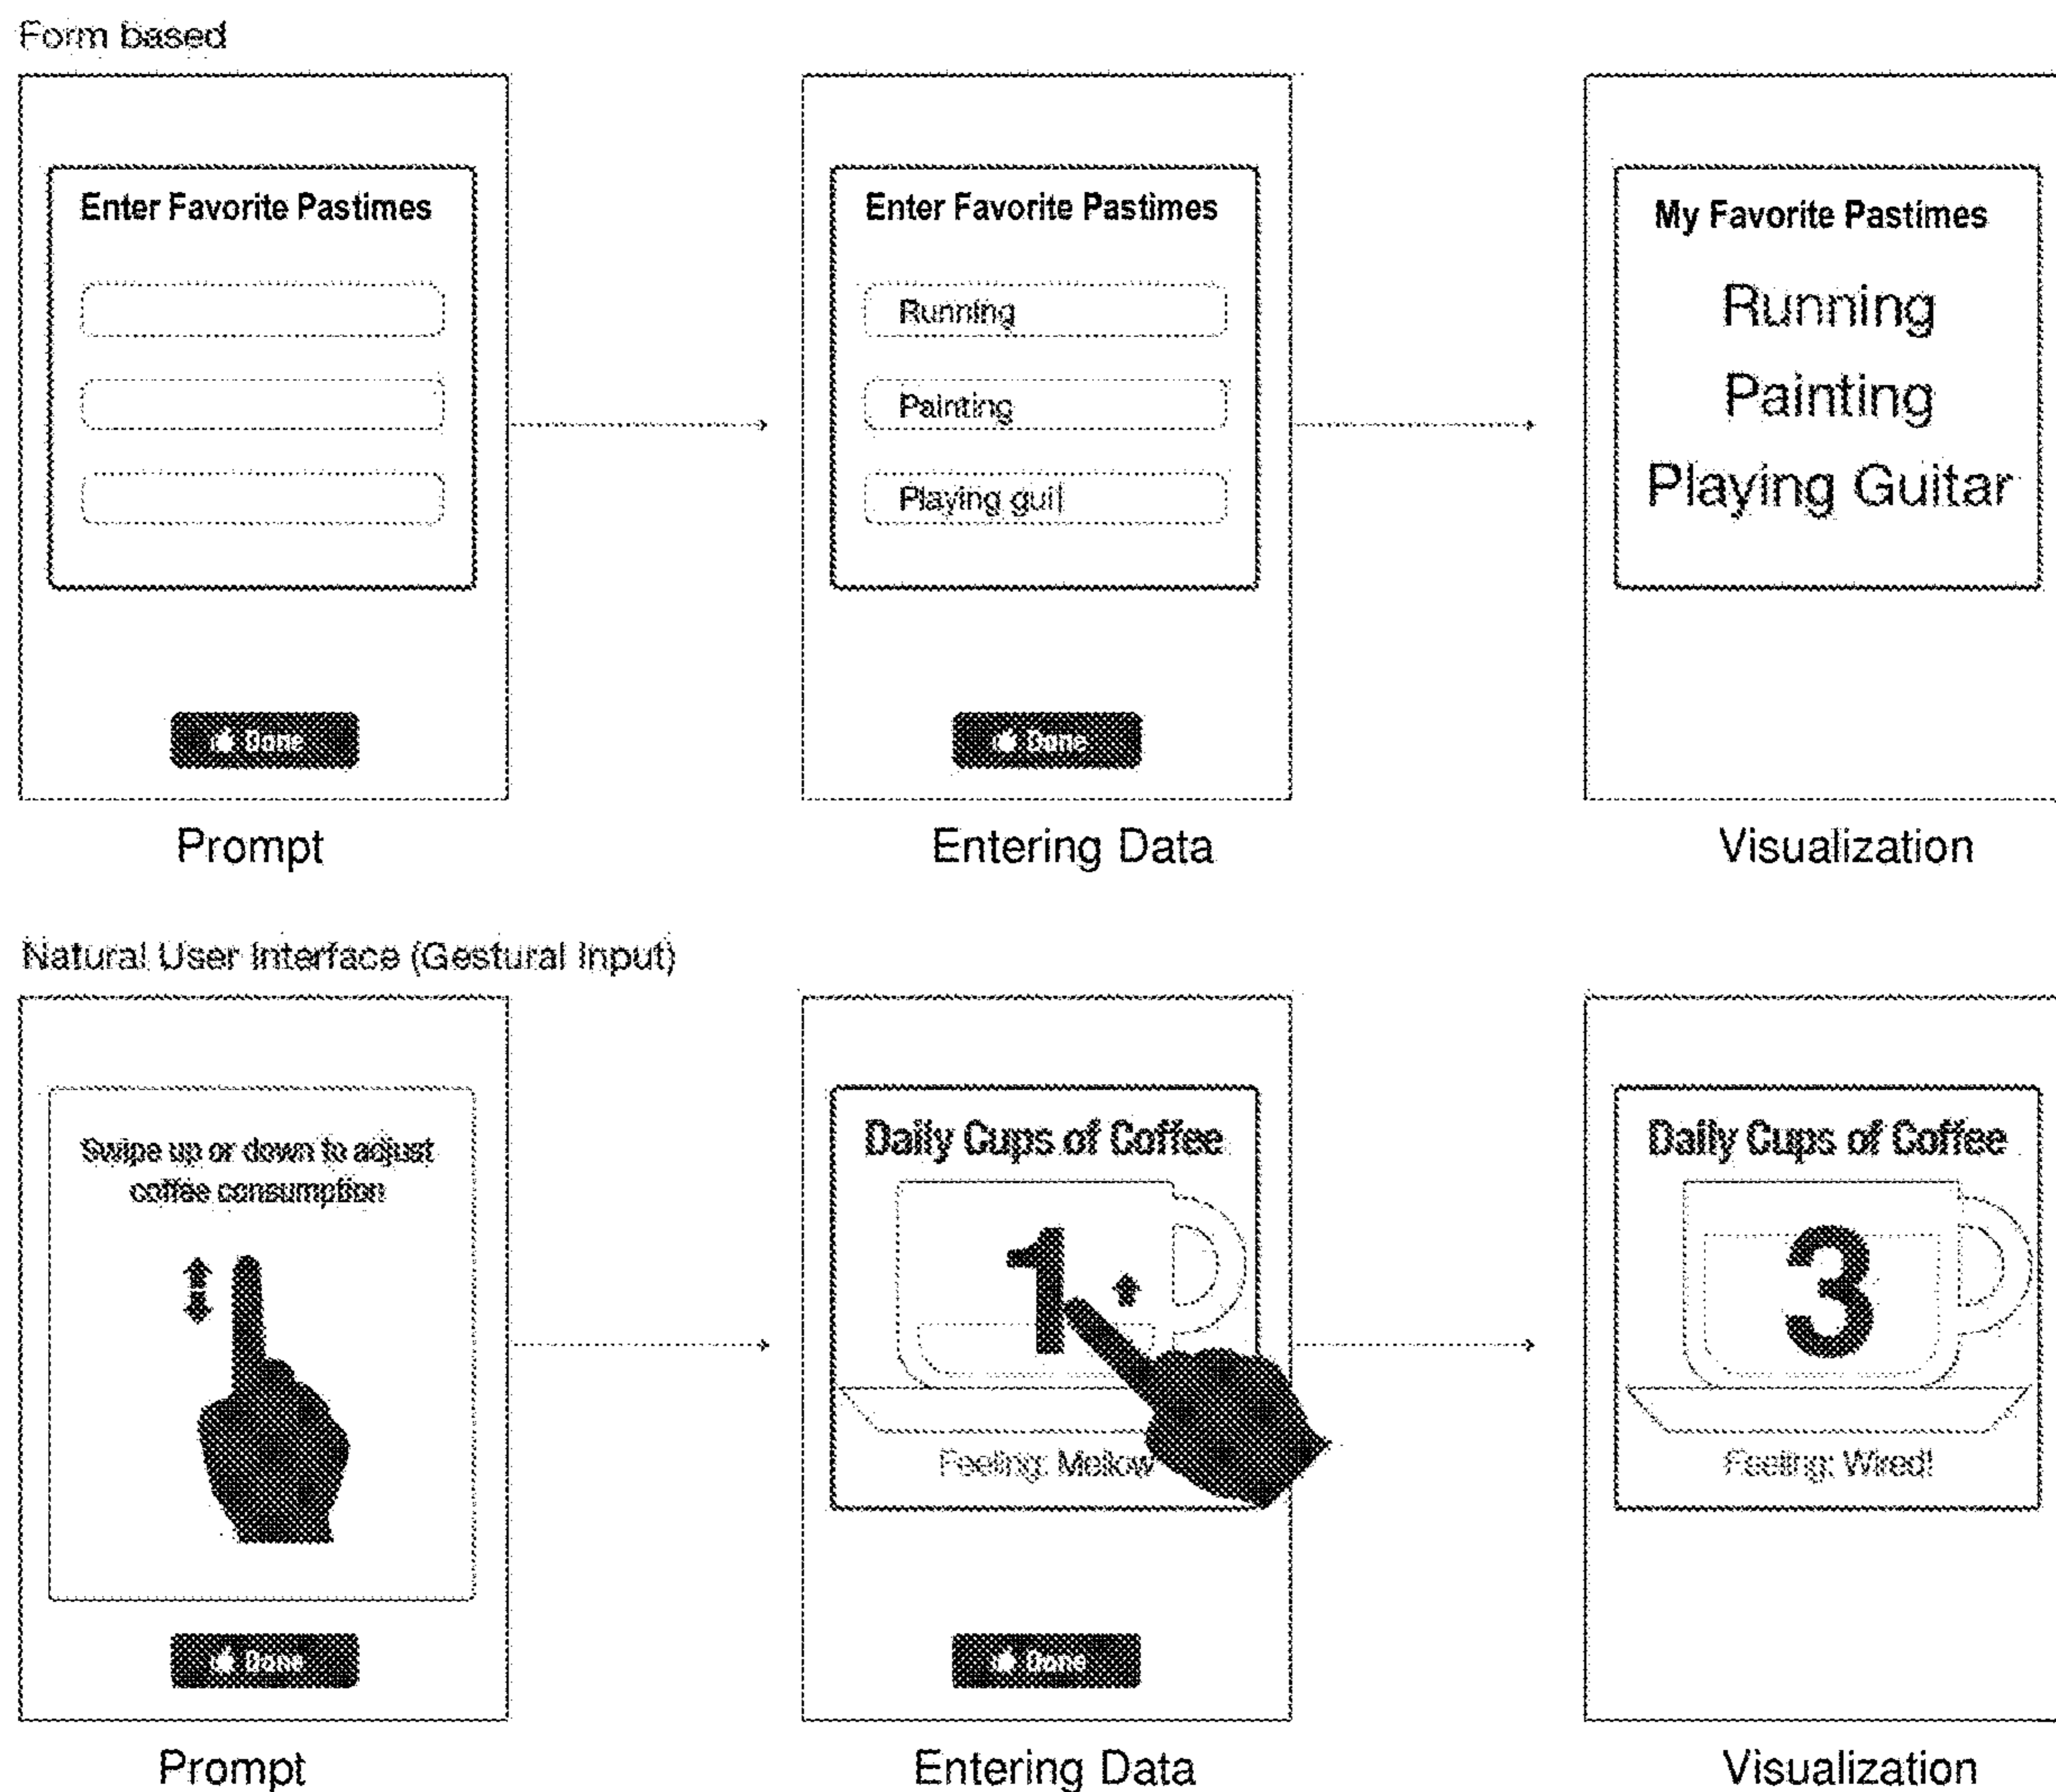 Form based
Enter Favorite Pastimes
Done
Prompt
Enter Favorite Pastimes
Running
Painting
Playing guit
Done
Entering Data
My Favorite Pastimes
Running
Painting
Playing Guitar
Visualization
Natural User Interface (Gestural Input)
Swipe up or down to adjust
coffee consumption
Done
Prompt
Daily Cups of Coffee
1
Feeling: Mellow
Done
Entering Data
Daily Cups of Coffee
3
Feeling: Wired!
Visualization